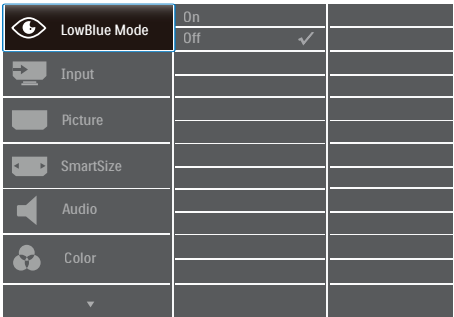 LowBlue Mode
On
Off
Input
Picture
SmartSize
Audio
Color